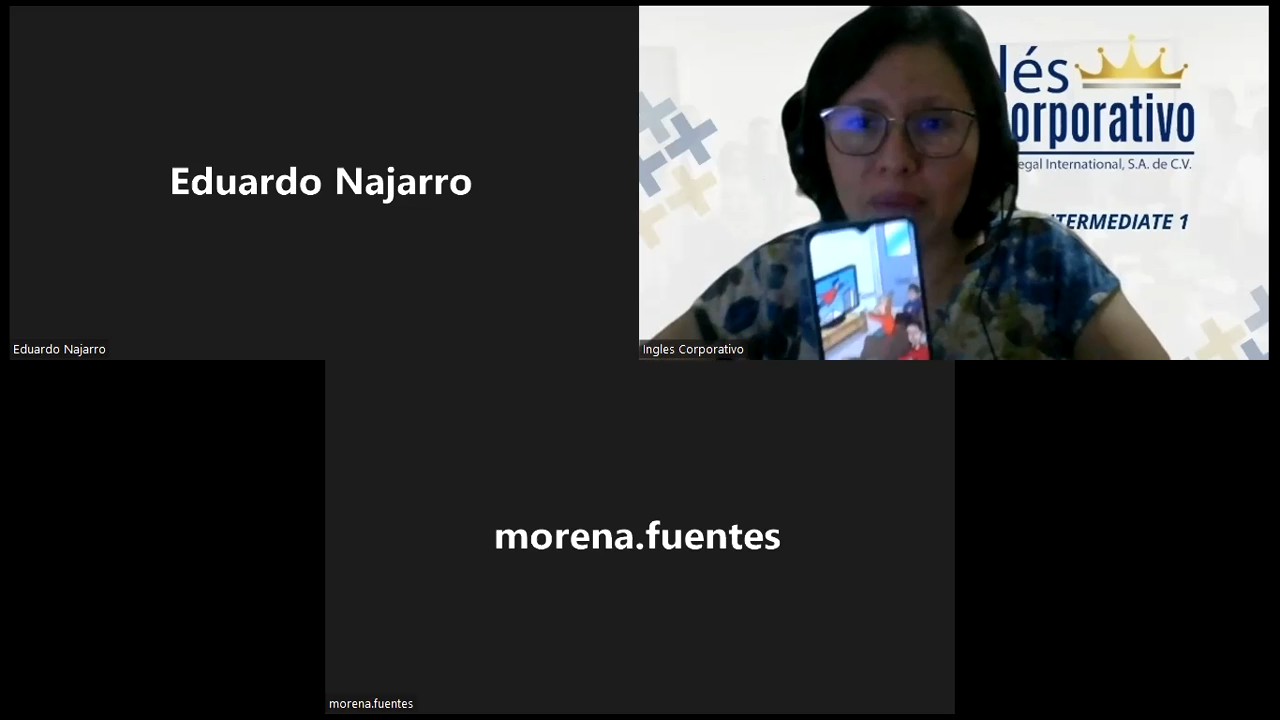 Eduardo Najarro
Eduardo Najarro
lés
orporativo
egal International, S.A. de C.V.
TERMEDIATE 1
Ingles Corporativo
morena.fuentes
morena.fuentes